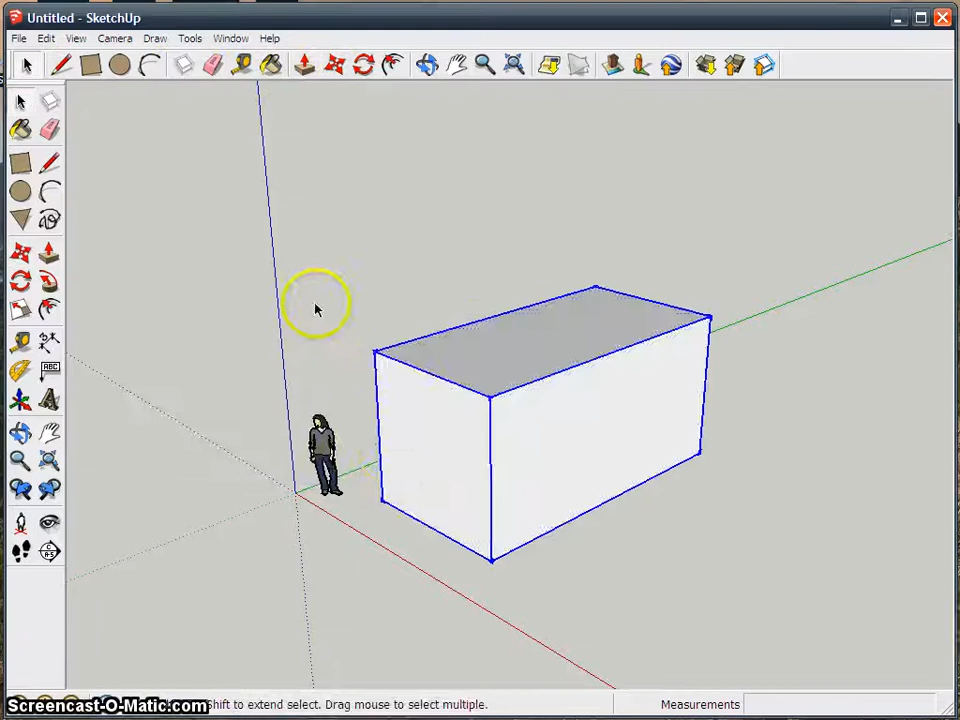 Untitled - SketchUp
File Edit View Camera Draw Tools Window Help
ABC
Shift to extend select. Drag mouse to select multiple.
Measurements
Screencast-O-Matic.com